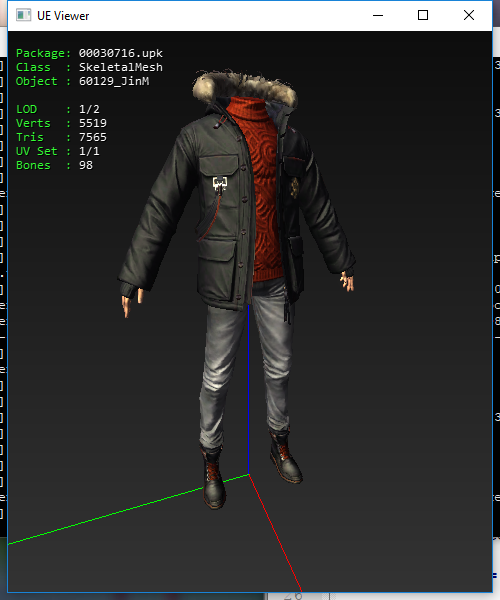 UE Viewer
Package: 00030716.upk
Class  : SkeletalMesh
Object : 60129_JinM
LOD    : 1/2
Verts  : 5519
Tris   : 7565
UV Set : 1/1
Bones  : 98